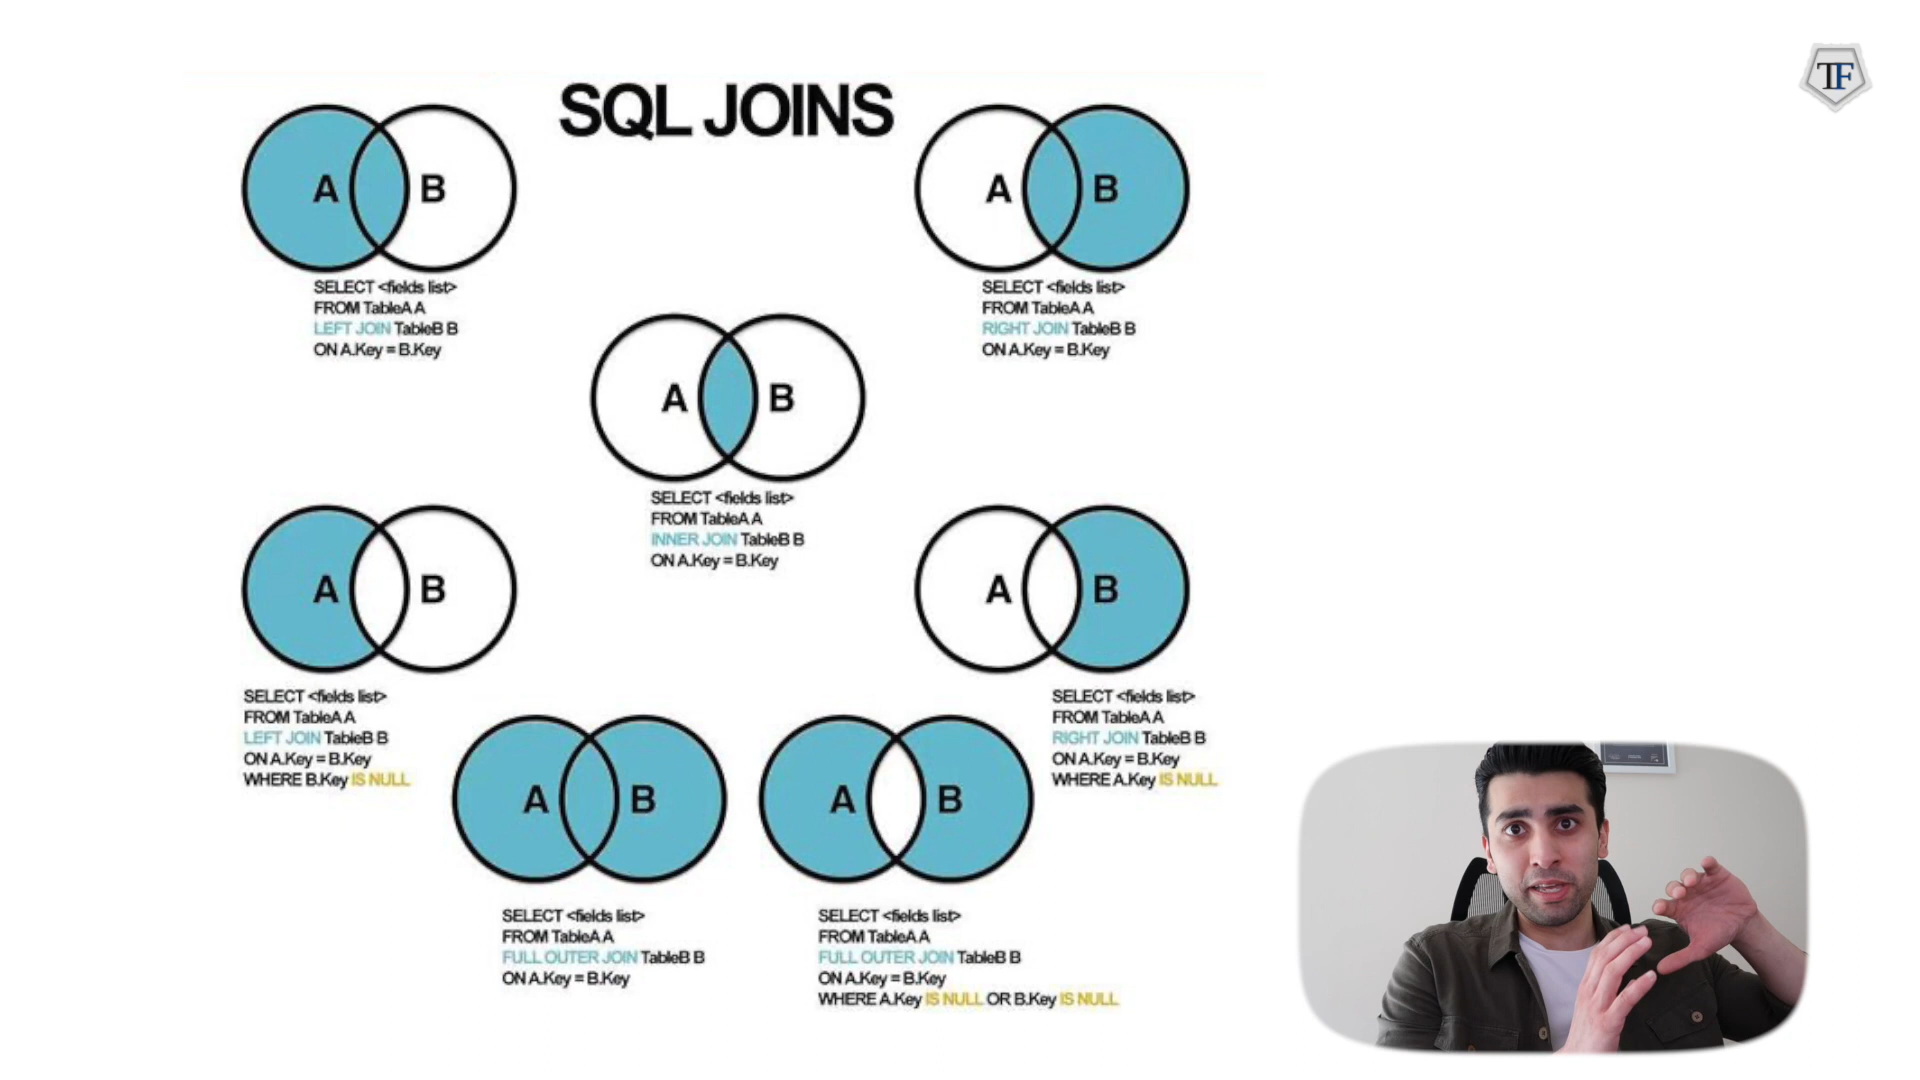 SQL JOINS
TF
A B
SELECT <fields list>
FROM TableA A
LEFT JOIN TableB B
ON A.Key = B.Key
A B
SELECT <fields list>
FROM TableA A
RIGHT JOIN TableB B
ON A.Key = B.Key
A B
SELECT <fields list>
FROM TableA A
INNER JOIN TableB B
ON A.Key = B.Key
A B
SELECT <fields list>
FROM TableA A
LEFT JOIN TableB B
ON A.Key = B.Key
WHERE B.Key IS NULL
A B
SELECT <fields list>
FROM TableA A
RIGHT JOIN TableB B
ON A.Key = B.Key
WHERE A.Key IS NULL
A B
SELECT <fields list>
FROM TableA A
FULL OUTER JOIN TableB B
ON A.Key = B.Key
A B
SELECT <fields list>
FROM TableA A
FULL OUTER JOIN TableB B
ON A.Key = B.Key
WHERE A.Key IS NULL OR B.Key IS NULL